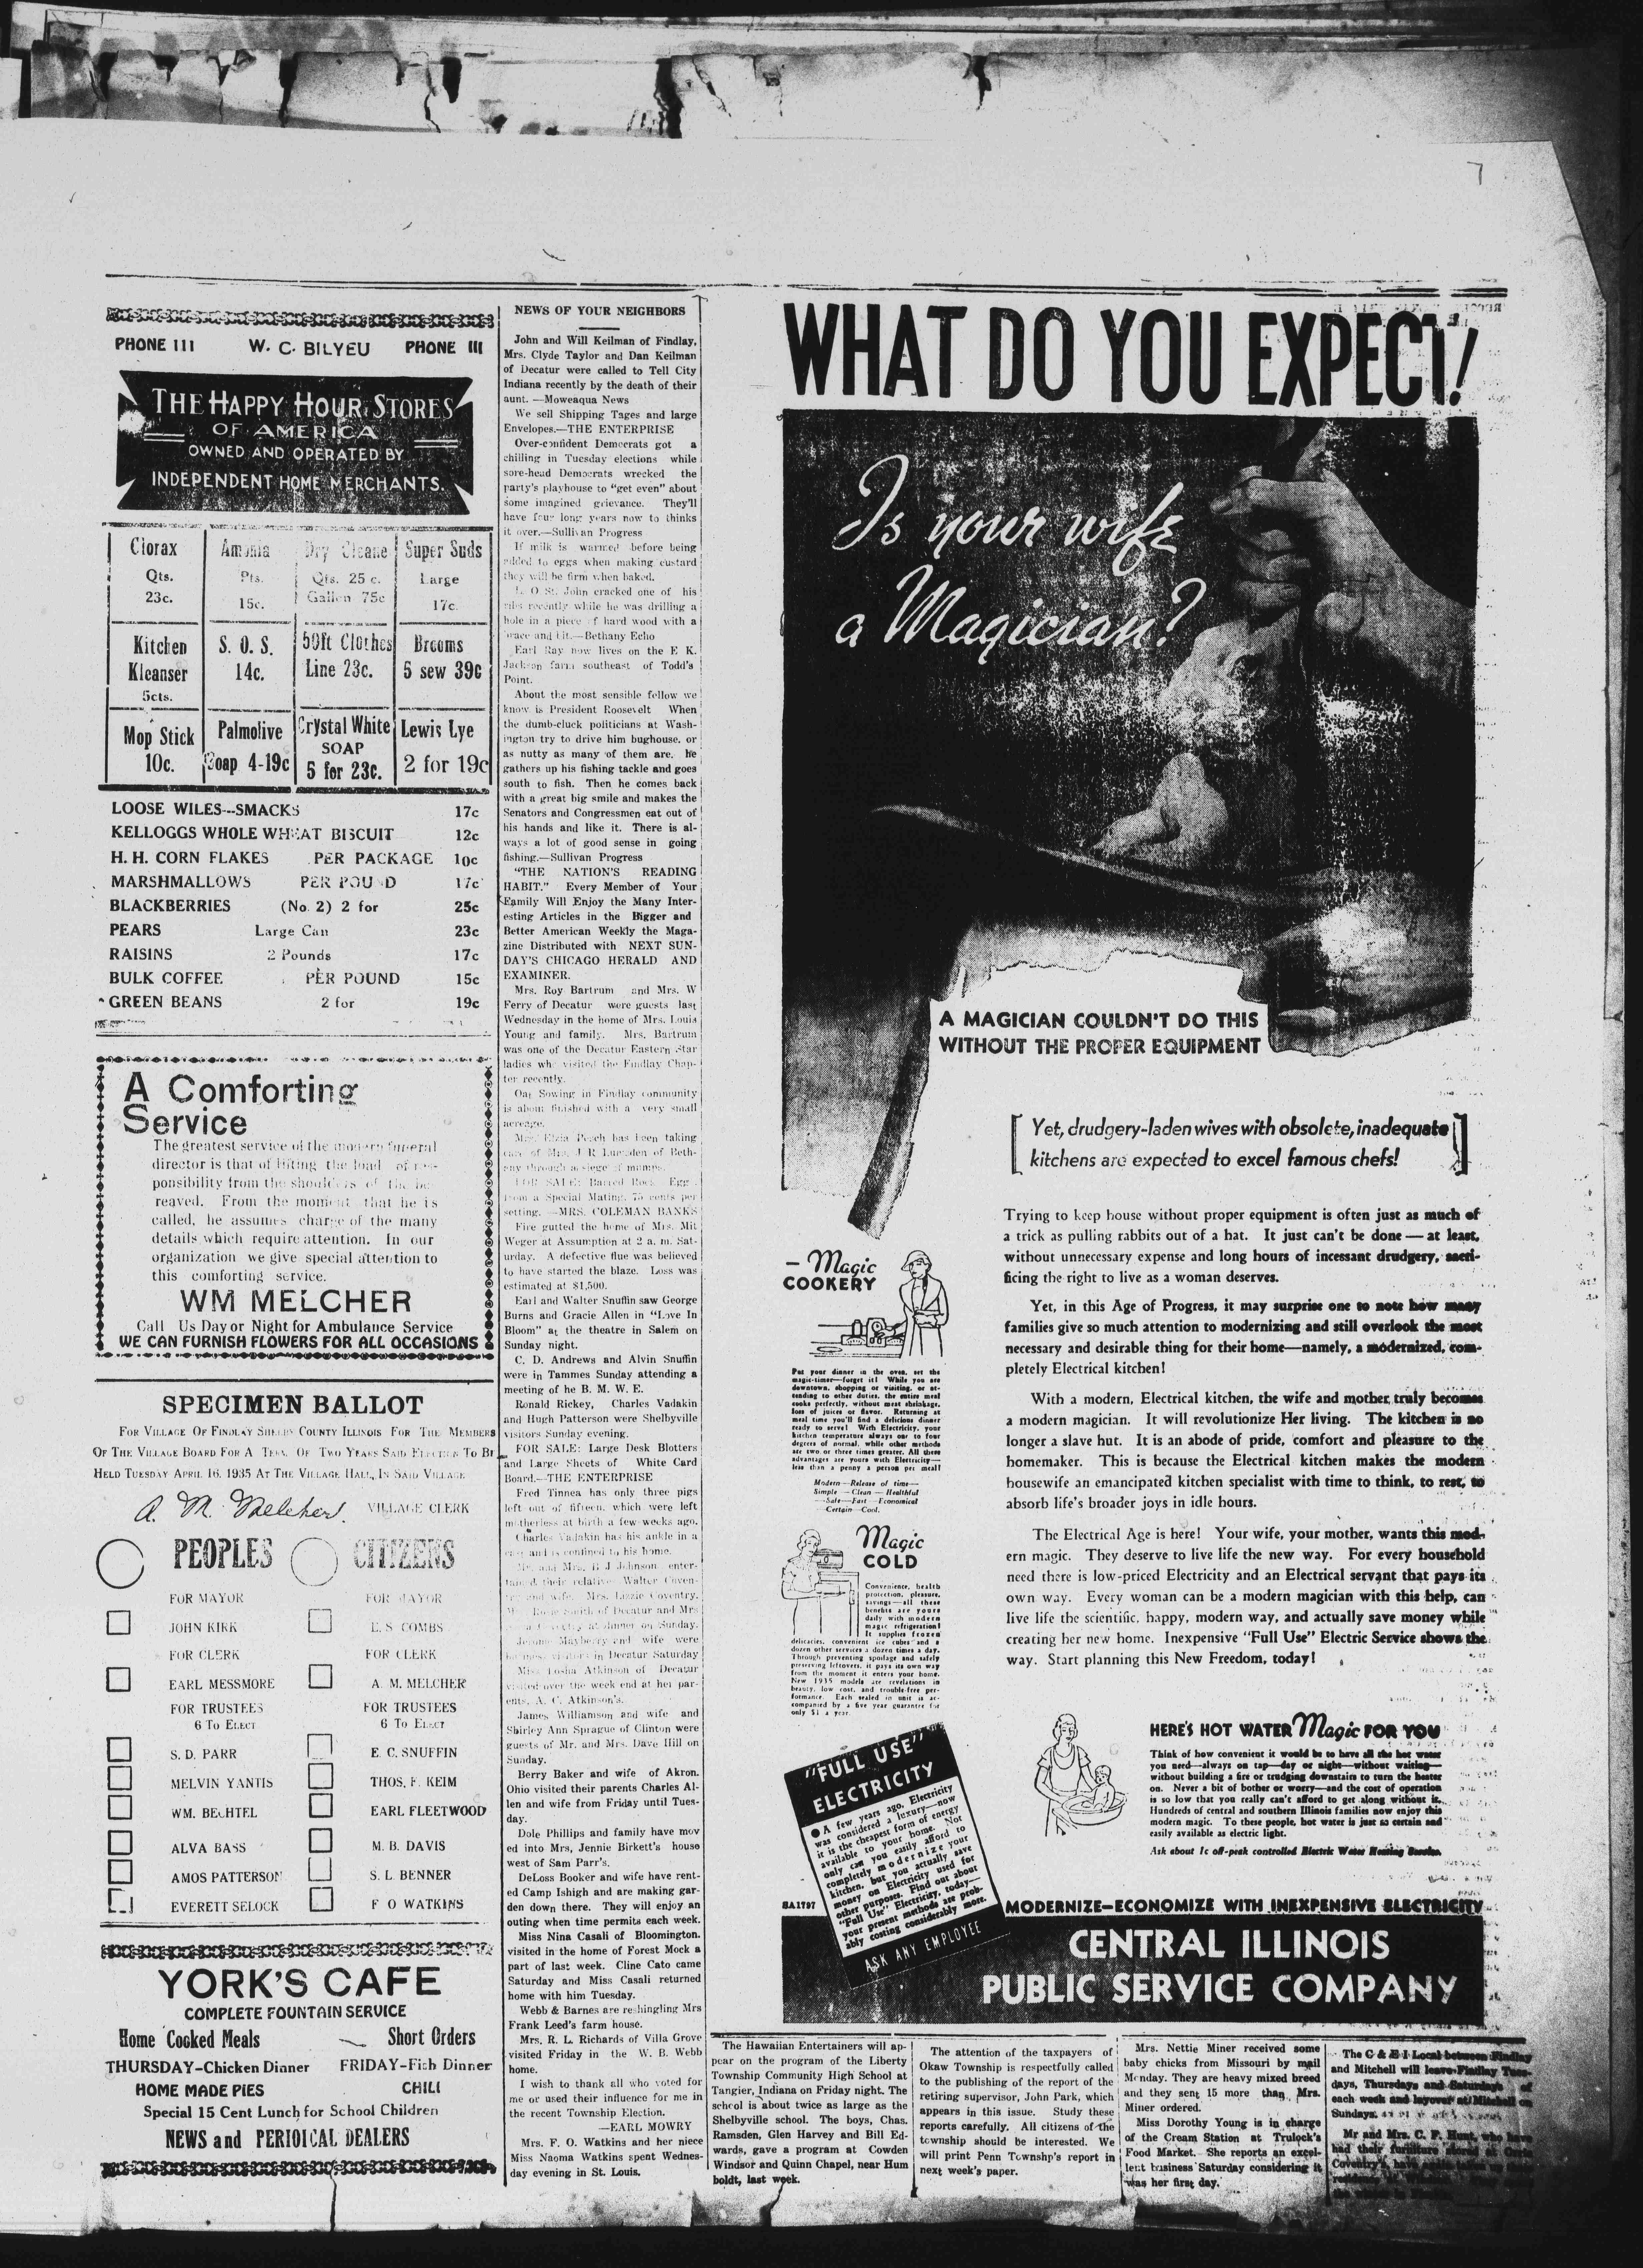 7
PHONE 111 W. C. BILYEU PHONE 111
THE HAPPY HOUR STORES
OF AMERICA
OWNED AND OPERATED BY
INDEPENDENT HOME MERCHANTS.
Clorax
Qts.
23c.
Amonia
Pts.
15c.
Dry Cleane
Qts. 25 c.
Gallon 75c
Super Suds
Large
17c.
Kitchen
Kleanser
5cts.
S. O. S.
14c.
50ft Clothes
Line 23c.
Brooms
5 sew 39c
Mop Stick
10c.
Palmolive
Soap 4-19c
Crystal White
SOAP
5 for 23c.
Lewis Lye
2 for 19c
LOOSE WILES---SMACKS 17c
KELLOGGS WHOLE WHEAT BISCUIT 12c
H. H. CORN FLAKES PER PACKAGE 10c
MARSHMALLOWS PER POUND 17c
BLACKBERRIES (No. 2) 2 for 25c
PEARS Large Can 23c
RAISINS 2 Pounds 17c
BULK COFFEE PER POUND 15c
GREEN BEANS 2 for 19c
A Comforting
Service
The greatest service of the modern funeral
director is that of lifting the load of res-
ponsibility from the shoulders of the be-
reaved. From the moment that he is
called, he assumes charge of the many
details which require attention. In our
organization we give special attention to
this comforting service.
WM MELCHER
Call Us Day or Night for Ambulance Service
WE CAN FURNISH FLOWERS FOR ALL OCCASIONS
SPECIMEN BALLOT
FOR VILLAGE OF FINDLAY SHELBY COUNTY ILLINOIS FOR THE MEMBERS
OF THE VILLAGE BOARD FOR A TERM OF TWO YEARS SAID ELECTION TO BE
HELD TUESDAY APRIL 16, 1935 AT THE VILLAGE HALL, IN SAID VILLAGE
A. M. Melcher. VILLAGE CLERK
PEOPLES CITIZENS
FOR MAYOR FOR MAYOR
JOHN KIRK E. S COMBS
FOR CLERK FOR CLERK
EARL MESSMORE A. M. MELCHER
FOR TRUSTEES FOR TRUSTEES
6 To Elect 6 To Elect
S. D. PARR E. C. SNUFFIN
MELVIN YANTIS THOS. F. KEIM
WM. BECHTEL EARL FLEETWOOD
ALVA BASS M. B. DAVIS
AMOS PATTERSON S. L. BENNER
EVERETT SELOCK F O WATKINS
YORK'S CAFE
COMPLETE FOUNTAIN SERVICE
Home Cooked Meals Short Orders
THURSDAY-Chicken Dinner FRIDAY-Fish Dinner
HOME MADE PIES CHILI
Special 15 Cent Lunch for School Children
NEWS and PERIOICAL DEALERS
NEWS OF YOUR NEIGHBORS
John and Will Keilman of Findlay,
Mrs. Clyde Taylor and Dan Keilman
of Decatur were called to Tell City
Indiana recently by the death of their
aunt. —Moweaqua News
We sell Shipping Tages and large
Envelopes.—THE ENTERPRISE
Over-confident Democrats got a
chilling in Tuesday elections while
sore-head Democrats wrecked the
party's playhouse to "get even" about
some imagined grievance. They'll
have four long years now to thinks
it over.—Sullivan Progress
If milk is warmed before being
added to eggs when making custard
they will be firm when baked.
L. O St. John cracked one of his
ribs recently while he was drilling a
hole in a piece of hard wood with a
brace and bit.—Bethany Echo
Earl Ray now lives on the E K.
Jackson farm southeast of Todd's
Point.
About the most sensible fellow we
know is President Roosevelt When
the dumb-cluck politicians at Wash-
ington try to drive him bughouse, or
as nutty as many of them are, he
gathers up his fishing tackle and goes
south to fish. Then he comes back
with a great big smile and makes the
Senators and Congressmen eat out of
his hands and like it. There is al-
ways a lot of good sense in going
fishing.—Sullivan Progress
"THE NATION'S READING
HABIT." Every Member of Your
Family Will Enjoy the Many Inter-
esting Articles in the Bigger and
Better American Weekly the Maga-
zine Distributed with NEXT SUN-
DAY'S CHICAGO HERALD AND
EXAMINER.
Mrs. Roy Bartrum and Mrs. W
Ferry of Decatur were guests last
Wednesday in the home of Mrs. Louis
Young and family. Mrs. Bartrum
was one of the Decatur Eastern Star
ladies who visited the Findlay Chap-
ter recently.
Oat Sowing in Findlay community
is about finished with a very small
acreage.
Mrs. Elzia Peech has been taking
care of Mrs. J R Lumsden of Beth-
any through a siege of mumps.
FOR SALE: Barred Rock Egg
from a Special Mating. 75 cents per
setting. —MRS. COLEMAN BANKS
Fire gutted the home of Mrs. Mit
Weger at Assumption at 2 a. m. Sat-
urday. A defective flue was believed
to have started the blaze. Loss was
estimated at $1,500.
Earl and Walter Snuffin saw George
Burns and Gracie Allen in "Love In
Bloom" at the theatre in Salem on
Sunday night.
C. D. Andrews and Alvin Snuffin
were in Tammes Sunday attending a
meeting of he B. M. W. E.
Ronald Rickey, Charles Vadakin
and Hugh Patterson were Shelbyville
visitors Sunday evening.
FOR SALE: Large Desk Blotters
and Large Sheets of White Card
Board.—THE ENTERPRISE
Fred Tinnea has only three pigs
left out of fifteen, which were left
motherless at birth a few weeks ago.
Charles Vadakin has his ankle in a
cast and is confined to his home.
Mr. and Mrs. B J Johnson enter-
tained their relative Walter Coven-
try and wife. Mrs. Lizzie Coventry,
Mr. Rome Smith of Decatur and Mrs
at dinner on Sunday.
Jerome Mayberry and wife were
business visitors in Decatur Saturday
Miss Losha Atkinson of Decatur
visited over the week end at her par-
ents, A. C. Atkinson's.
James Williamson and wife and
Shirley Ann Sprague of Clinton were
guests of Mr. and Mrs. Dave Hill on
Sunday.
Berry Baker and wife of Akron.
Ohio visited their parents Charles Al-
len and wife from Friday until Tues-
day.
Dole Phillips and family have mov
ed into Mrs, Jennie Birkett's house
west of Sam Parr's.
DeLoss Booker and wife have rent-
ed Camp Ishigh and are making gar-
den down there. They will enjoy an
outing when time permits each week.
Miss Nina Casali of Bloomington.
visited in the home of Forest Mock a
part of last week. Cline Cato came
Saturday and Miss Casali returned
home with him Tuesday.
Webb & Barnes are reshingling Mrs
Frank Leed's farm house.
Mrs. R. L. Richards of Villa Grove
visited Friday in the W. B. Webb
home.
I wish to thank all who voted for
me or used their influence for me in
the recent Township Election.
—EARL MOWRY
Mrs. F. O. Watkins and her niece
Miss Naoma Watkins spent Wednes-
day evening in St. Louis.
WHAT DO YOU EXPECT!
Is your wife
a Magician?
A MAGICIAN COULDN'T DO THIS
WITHOUT THE PROPER EQUIPMENT
Yet, drudgery-laden wives with obsolete, inadequate
kitchens are expected to excel famous chefs!
Trying to keep house without proper equipment is often just as much of
a trick as pulling rabbits out of a hat. It just can't be done — at least,
without unnecessary expense and long hours of incessant drudgery, sacri-
ficing the right to live as a woman deserves.
Yet, in this Age of Progress, it may surprise one to note how many
families give so much attention to modernizing and still overlook the most
necessary and desirable thing for their home—namely, a modernized, com-
pletely Electrical kitchen!
With a modern, Electrical kitchen, the wife and mother truly becomes
a modern magician. It will revolutionize Her living. The kitchen is no
longer a slave hut. It is an abode of pride, comfort and pleasure to the
homemaker. This is because the Electrical kitchen makes the modern
housewife an emancipated kitchen specialist with time to think, to rest, to
absorb life's broader joys in idle hours.
The Electrical Age is here! Your wife, your mother, wants this mod-
ern magic. They deserve to live life the new way. For every household
need there is low-priced Electricity and an Electrical servant that pays its
own way. Every woman can be a modern magician with this help, can
live life the scientific, happy, modern way, and actually save money while
creating her new home. Inexpensive "Full Use" Electric Service shows the
way. Start planning this New Freedom, today!
— Magic
COOKERY
Put your dinner in the oven, set the
magic-timer—forget it! While you are
downtown, shopping or visiting, or at-
tending to other duties, the entire meal
cooks perfectly, without meat shrinkage,
loss of juices or flavor. Returning at
meal time you'll find a delicious dinner
ready to serve! With Electricity, your
kitchen temperature always one to four
degrees of normal, while other methods
are two or three times greater. All these
advantages are yours with Electricity—
less than a penny a person per meal!
Modern—Release of time—
Simple—Clean—Healthful
—Safe—Fast—Economical
—Certain—Cool.
Magic
COLD
Convenience, health
protection, pleasure,
savings—all these
benefits are yours
daily with modern
magic refrigeration!
It supplies frozen
delicacies, convenient ice cubes and a
dozen other services a dozen times a day.
Through preventing spoilage and safely
preserving leftovers, it pays its own way
from the moment it enters your home.
New 1935 models are revelations in
beauty, low cost, and trouble-free per-
formance. Each sealed in unit is ac-
companied by a five year guarantee for
only $1 a year.
HERE'S HOT WATER Magic FOR YOU
Think of how convenient it would be to have all the hot water
you need—always on tap—day or night—without waiting—
without building a fire or trudging downstairs to turn the heater
on. Never a bit of bother or worry—and the cost of operation
is so low that you really can't afford to get along without it.
Hundreds of central and southern Illinois families now enjoy this
modern magic. To these people, hot water is just as certain and
easily available as electric light.
Ask about 1c off-peak controlled Electric Water Heating Service.
"FULL USE"
ELECTRICITY
A few years ago, Electricity
was considered a luxury—now
it is the cheapest form of energy
available to your home. Not
only can you easily afford to
completely modernize your
kitchen, but you actually save
money on Electricity used for
other purposes. Find out about
"Full Use" Electricity, today—
your present methods are prob-
ably costing considerably more.
ASK ANY EMPLOYEE
SA1797
MODERNIZE—ECONOMIZE WITH INEXPENSIVE ELECTRICITY
CENTRAL ILLINOIS
PUBLIC SERVICE COMPANY
The Hawaiian Entertainers will ap-
pear on the program of the Liberty
Township Community High School at
Tangier, Indiana on Friday night. The
school is about twice as large as the
Shelbyville school. The boys, Chas.
Ramsden, Glen Harvey and Bill Ed-
wards, gave a program at Cowden
Windsor and Quinn Chapel, near Hum
boldt, last week.
The attention of the taxpayers of
Okaw Township is respectfully called
to the publishing of the report of the
retiring supervisor, John Park, which
appears in this issue. Study these
reports carefully. All citizens of the
township should be interested. We
will print Penn Townshp's report in
next week's paper.
Mrs. Nettie Miner received some
baby chicks from Missouri by mail
Monday. They are heavy mixed breed
and they sent 15 more than Mrs.
Miner ordered.
Miss Dorothy Young is in charge
of the Cream Station at Trulock's
Food Market. She reports an excel-
lent business Saturday considering it
was her first day.
The C & E I Local between Findlay
and Mitchell will leave Findlay Tues-
days, Thursdays and Saturdays of
each week and layover at Mitchell on
Sundays.
Mr and Mrs. C. F. Hunt, who have
had their furniture stored at
Coventry's, have